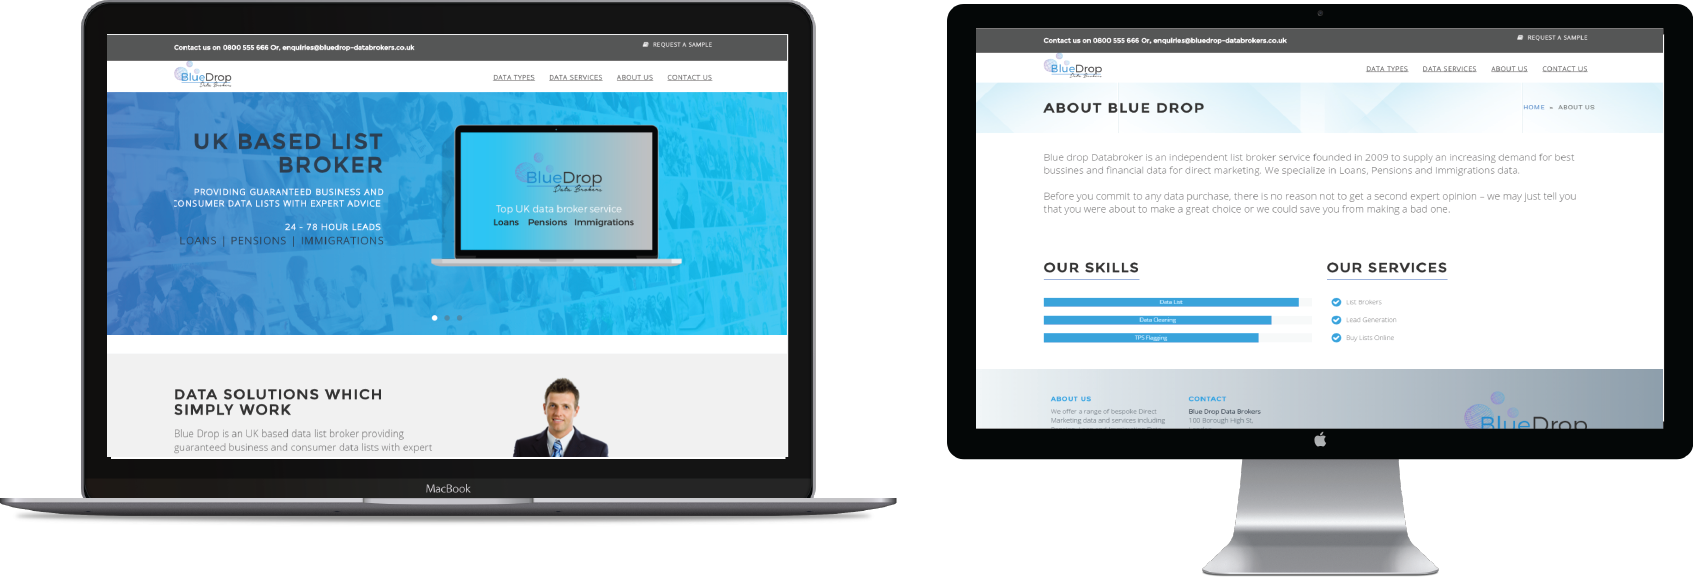 Contact us on 0800 555 666 Or, enquiries@bluedrop-databrokers.co.uk
REQUEST A SAMPLE
BlueDrop
Data Brokers
DATA TYPES DATA SERVICES ABOUT US CONTACT US
UK BASED LIST
BROKER
PROVIDING GUARANTEED BUSINESS AND
CONSUMER DATA LISTS WITH EXPERT ADVICE
24 - 78 HOUR LEADS
LOANS | PENSIONS | IMMIGRATIONS
BlueDrop
Data Brokers
Top UK data broker service
Loans Pensions Immigrations
DATA SOLUTIONS WHICH
SIMPLY WORK
Blue Drop is an UK based data list broker providing
guaranteed business and consumer data lists with expert
MacBook
Contact us on 0800 555 666 Or, enquiries@bluedrop-databrokers.co.uk
REQUEST A SAMPLE
BlueDrop
Data Brokers
DATA TYPES DATA SERVICES ABOUT US CONTACT US
ABOUT BLUE DROP
HOME - ABOUT US
Blue drop Databroker is an independent list broker service founded in 2009 to supply an increasing demand for best
bussines and financial data for direct marketing. We specialize in Loans, Pensions and Immigrations data.
Before you commit to any data purchase, there is no reason not to get a second expert opinion – we may just tell you
that you were about to make a great choice or we could save you from making a bad one.
OUR SKILLS
Data List
Data Cleaning
TPS Flagging
OUR SERVICES
List Brokers
Lead Generation
Buy Lists Online
ABOUT US
We offer a range of bespoke Direct
Marketing data and services including
CONTACT
Blue Drop Data Brokers
100 Borough High St,
BlueDrop